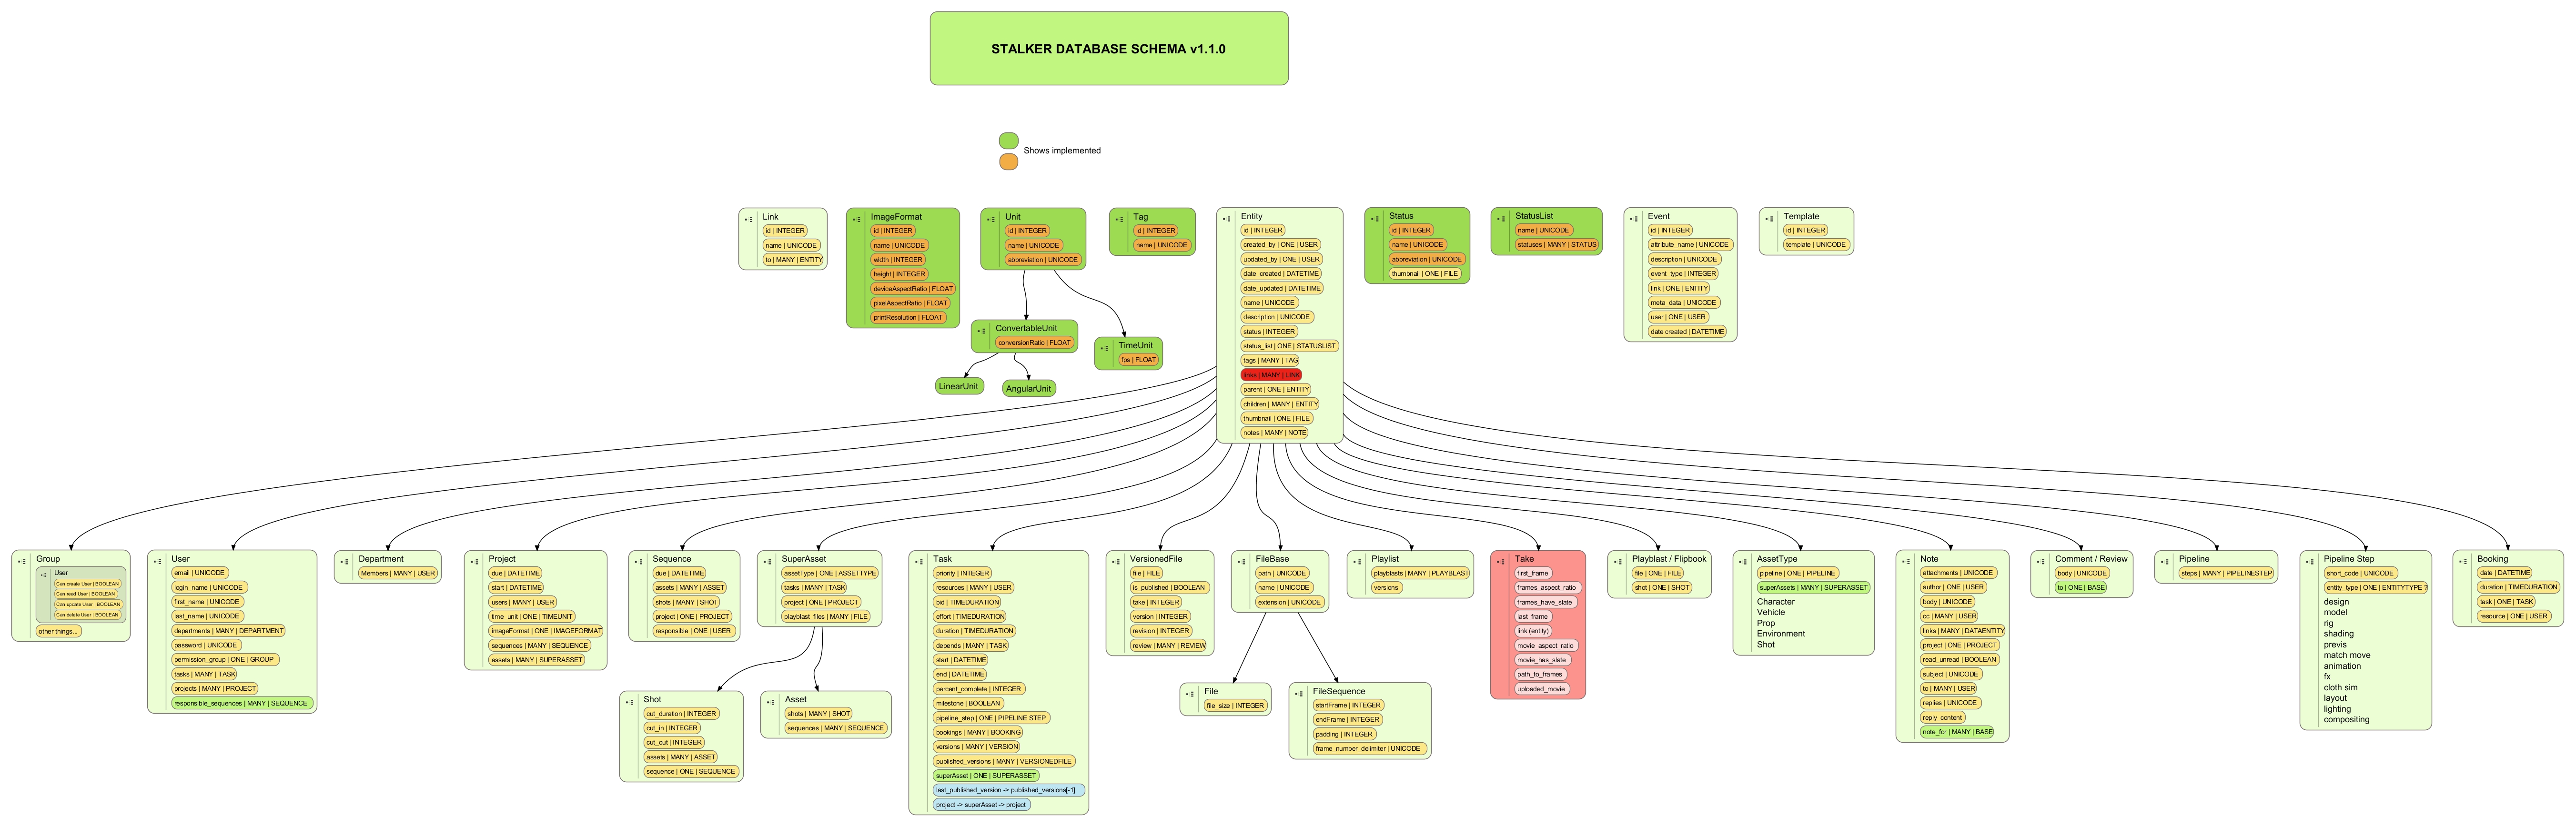 STALKER DATABASE SCHEMA v1.1.0
Shows implemented
Link
id | INTEGER
name | UNICODE
to | MANY | ENTITY
ImageFormat
id | INTEGER
name | UNICODE
width | INTEGER
height | INTEGER
deviceAspectRatio | FLOAT
pixelAspectRatio | FLOAT
printResolution | FLOAT
Unit
id | INTEGER
name | UNICODE
abbreviation | UNICODE
ConvertableUnit
conversionRatio | FLOAT
TimeUnit
fps | FLOAT
LinearUnit
AngularUnit
Tag
id | INTEGER
name | UNICODE
Entity
id | INTEGER
created_by | ONE | USER
updated_by | ONE | USER
date_created | DATETIME
date_updated | DATETIME
name | UNICODE
description | UNICODE
status | INTEGER
status_list | ONE | STATUSLIST
tags | MANY | TAG
links | MANY | LINK
parent | ONE | ENTITY
children | MANY | ENTITY
thumbnail | ONE | FILE
notes | MANY | NOTE
Status
id | INTEGER
name | UNICODE
abbreviation | UNICODE
thumbnail | ONE | FILE
StatusList
name | UNICODE
statuses | MANY | STATUS
Event
id | INTEGER
attribute_name | UNICODE
description | UNICODE
event_type | INTEGER
link | ONE | ENTITY
meta_data | UNICODE
user | ONE | USER
date created | DATETIME
Template
id | INTEGER
template | UNICODE
Group
User
Can create User | BOOLEAN
Can read User | BOOLEAN
Can update User | BOOLEAN
Can delete User | BOOLEAN
other things...
User
email | UNICODE
login_name | UNICODE
first_name | UNICODE
last_name | UNICODE
departments | MANY | DEPARTMENT
password | UNICODE
permission_group | ONE | GROUP
tasks | MANY | TASK
projects | MANY | PROJECT
responsible_sequences | MANY | SEQUENCE
Department
Members | MANY | USER
Project
due | DATETIME
start | DATETIME
users | MANY | USER
time_unit | ONE | TIMEUNIT
imageFormat | ONE | IMAGEFORMAT
sequences | MANY | SEQUENCE
assets | MANY | SUPERASSET
Sequence
due | DATETIME
assets | MANY | ASSET
shots | MANY | SHOT
project | ONE | PROJECT
responsible | ONE | USER
SuperAsset
assetType | ONE | ASSETTYPE
tasks | MANY | TASK
project | ONE | PROJECT
playblast_files | MANY | FILE
Shot
cut_duration | INTEGER
cut_in | INTEGER
cut_out | INTEGER
assets | MANY | ASSET
sequence | ONE | SEQUENCE
Asset
shots | MANY | SHOT
sequences | MANY | SEQUENCE
Task
priority | INTEGER
resources | MANY | USER
bid | TIMEDURATION
effort | TIMEDURATION
duration | TIMEDURATION
depends | MANY | TASK
start | DATETIME
end | DATETIME
percent_complete | INTEGER
milestone | BOOLEAN
pipeline_step | ONE | PIPELINE STEP
bookings | MANY | BOOKING
versions | MANY | VERSION
published_versions | MANY | VERSIONEDFILE
superAsset | ONE | SUPERASSET
last_published_version -> published_versions[-1]
project -> superAsset -> project
VersionedFile
file | FILE
is_published | BOOLEAN
take | INTEGER
version | INTEGER
revision | INTEGER
review | MANY | REVIEW
FileBase
path | UNICODE
name | UNICODE
extension | UNICODE
File
file_size | INTEGER
FileSequence
startFrame | INTEGER
endFrame | INTEGER
padding | INTEGER
frame_number_delimiter | UNICODE
Playlist
playblasts | MANY | PLAYBLAST
versions
Take
first_frame
frames_aspect_ratio
frames_have_slate
last_frame
link (entity)
movie_aspect_ratio
movie_has_slate
path_to_frames
uploaded_movie
Playblast / Flipbook
file | ONE | FILE
shot | ONE | SHOT
AssetType
pipeline | ONE | PIPELINE
superAssets | MANY | SUPERASSET
Character
Vehicle
Prop
Environment
Shot
Note
attachments | UNICODE
author | ONE | USER
body | UNICODE
cc | MANY | USER
links | MANY | DATAENTITY
project | ONE | PROJECT
read_unread | BOOLEAN
subject | UNICODE
to | MANY | USER
replies | UNICODE
reply_content
note_for | MANY | BASE
Comment / Review
body | UNICODE
to | ONE | BASE
Pipeline
steps | MANY | PIPELINESTEP
Pipeline Step
short_code | UNICODE
entity_type | ONE | ENTITYTYPE ?
design
model
rig
shading
previs
match move
animation
fx
cloth sim
layout
lighting
compositing
Booking
date | DATETIME
duration | TIMEDURATION
task | ONE | TASK
resource | ONE | USER